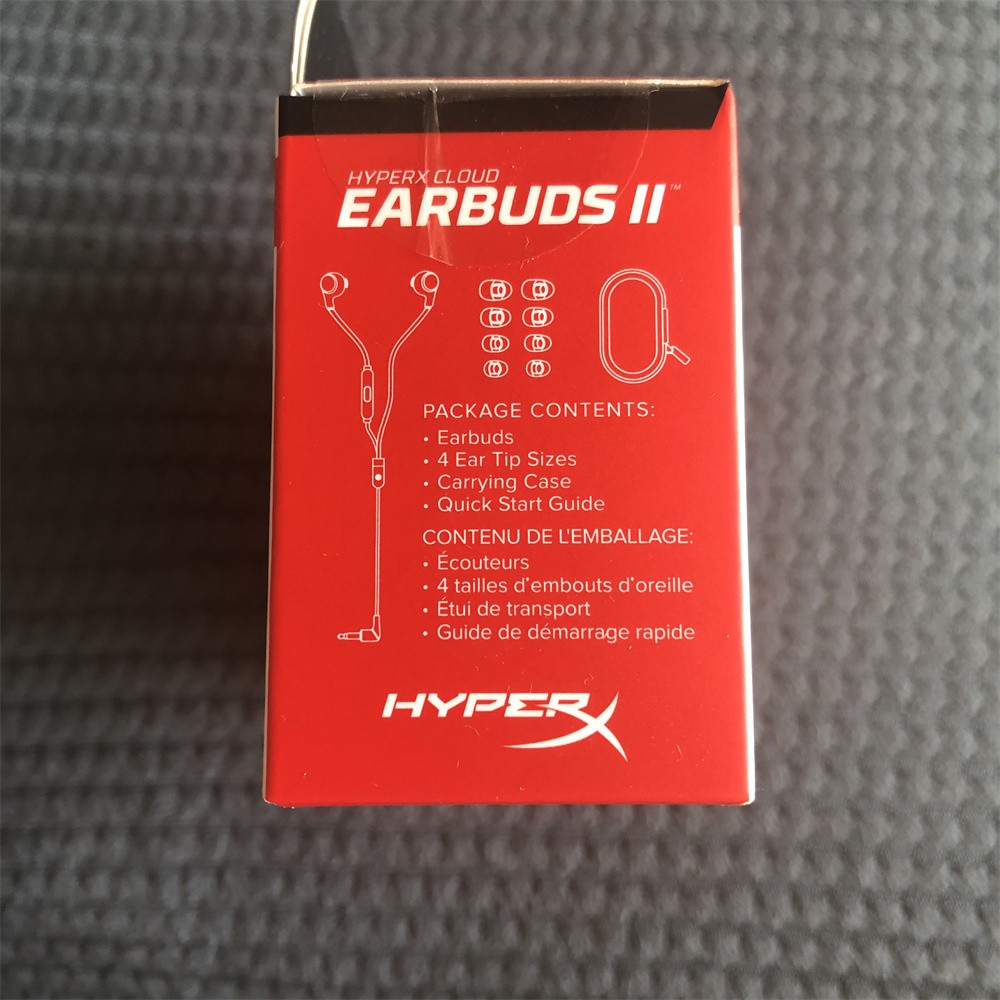 HYPERX CLOUD
EARBUDS II™
PACKAGE CONTENTS:
• Earbuds
• 4 Ear Tip Sizes
• Carrying Case
• Quick Start Guide
CONTENU DE L'EMBALLAGE:
• Écouteurs
• 4 tailles d'embouts d'oreille
• Étui de transport
• Guide de démarrage rapide
HYPERX